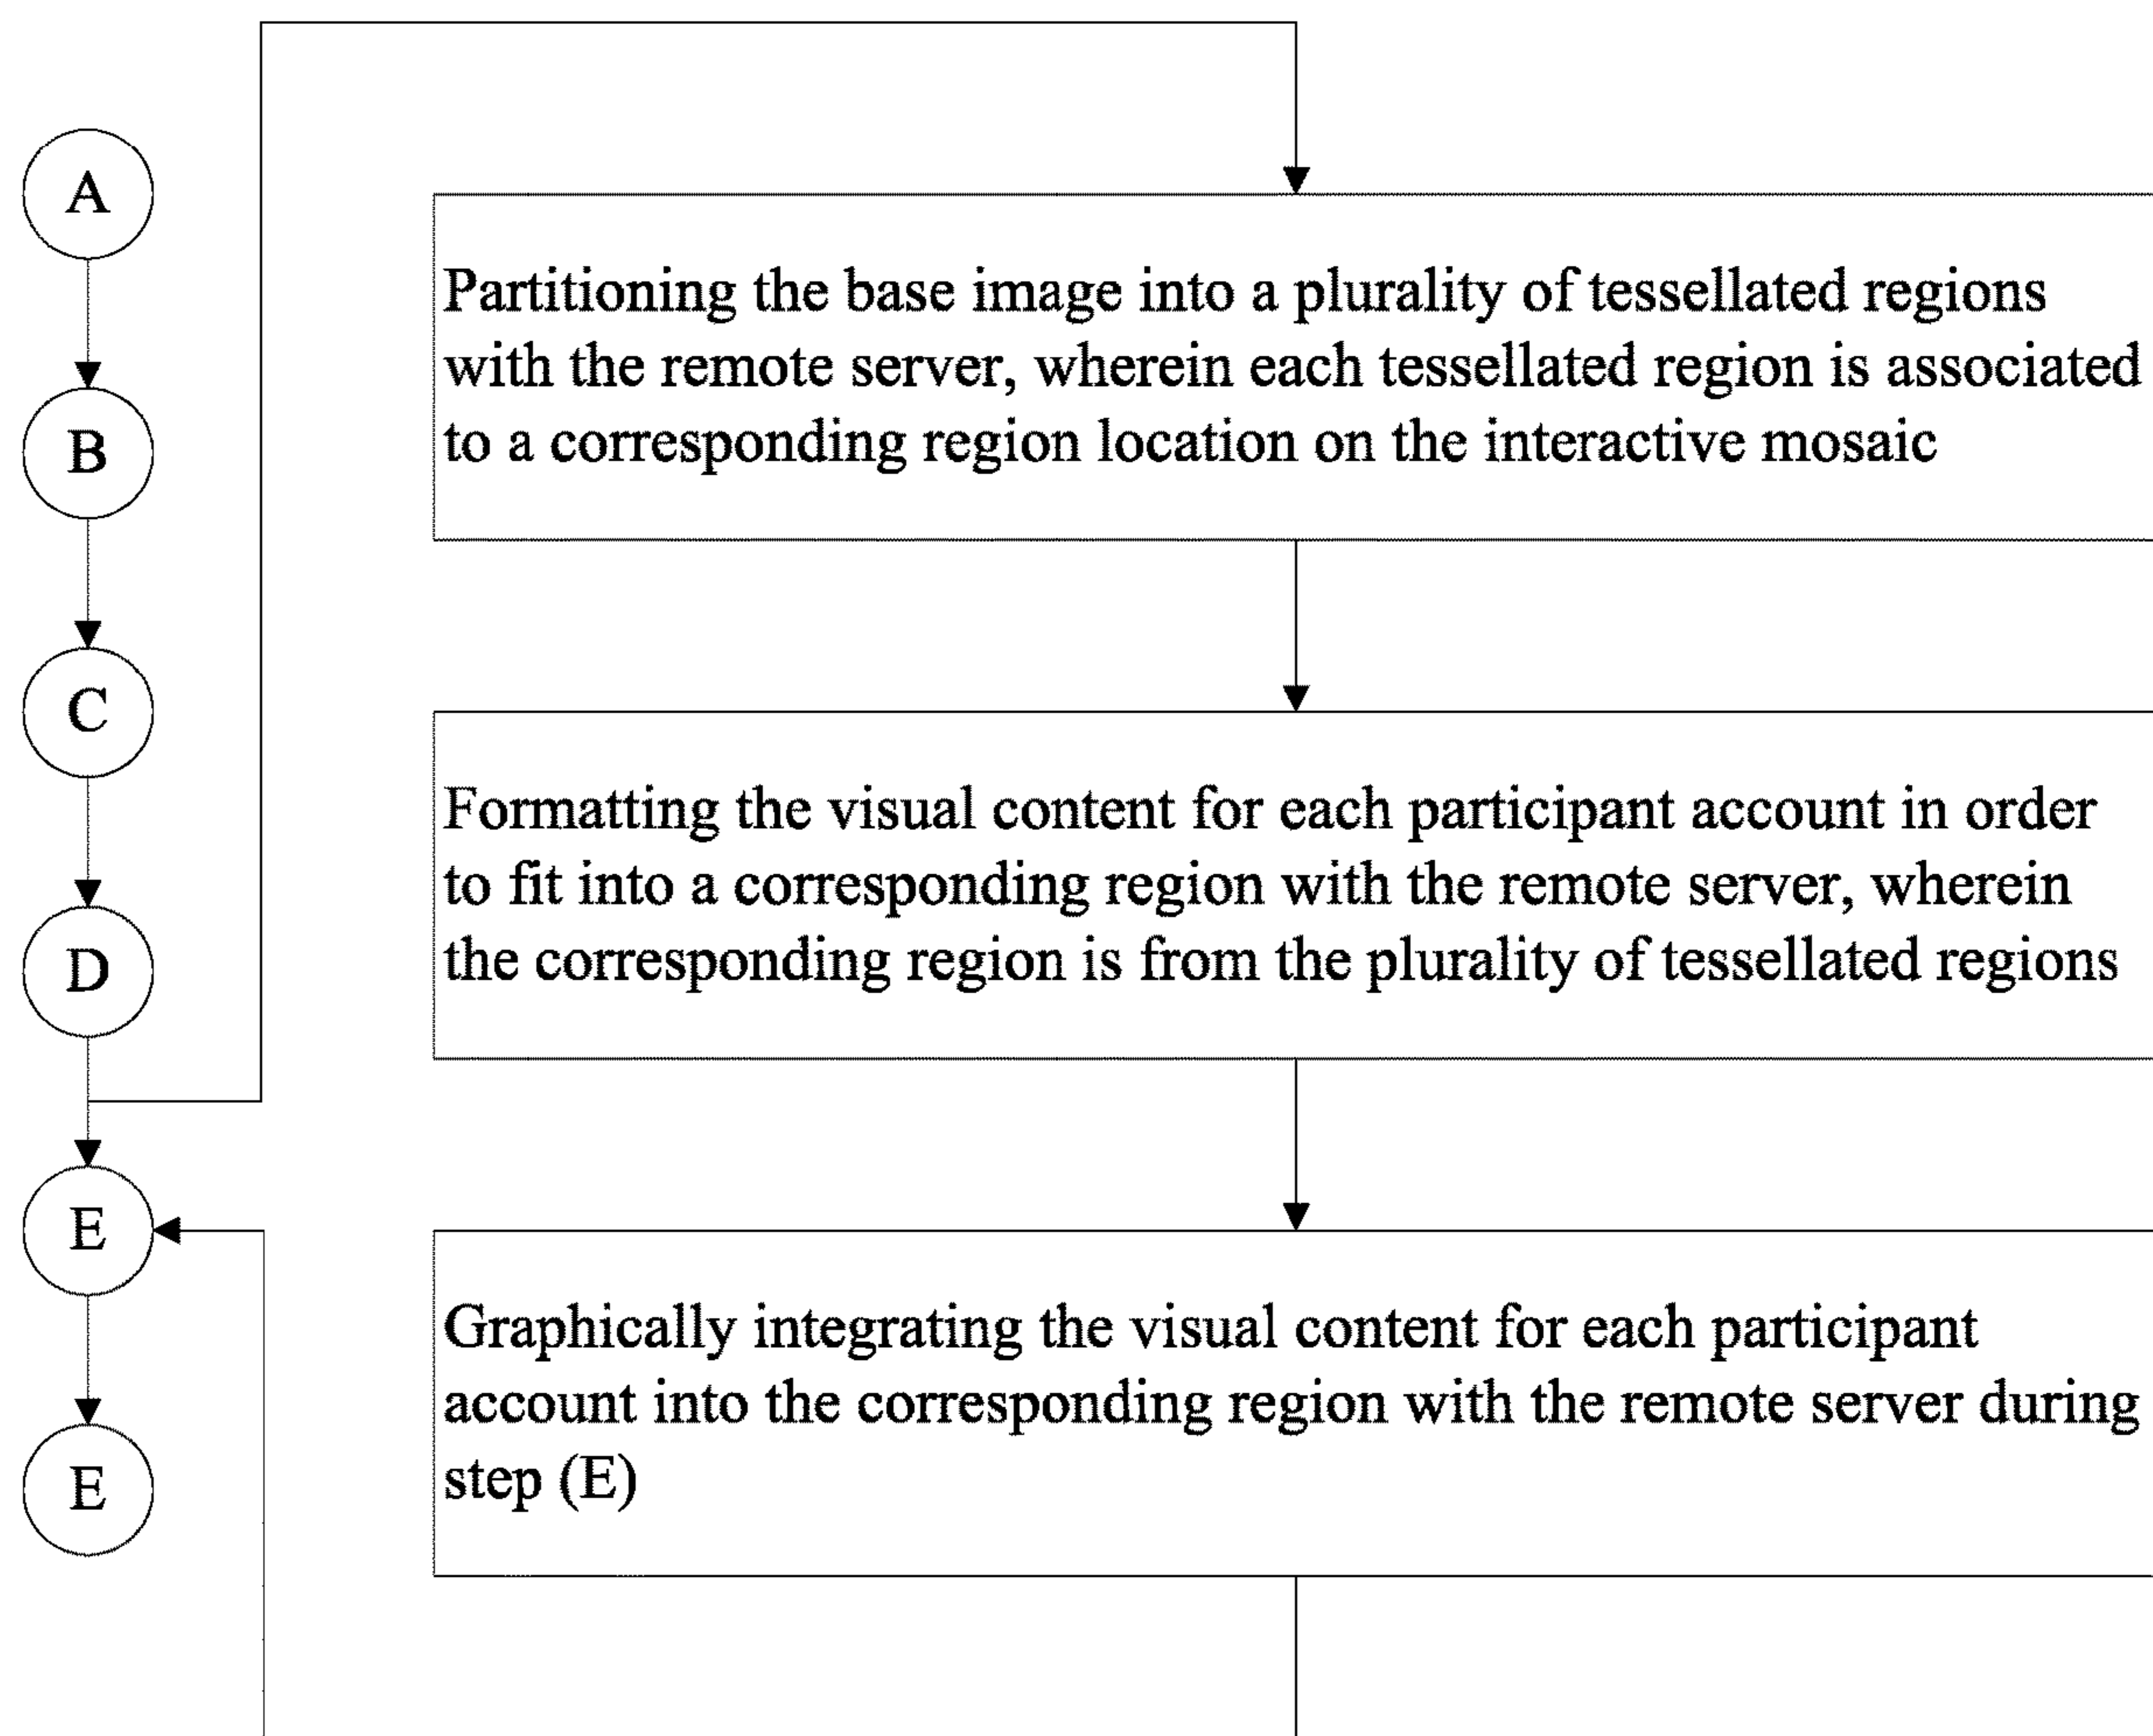 A
B
C
D
E
E
Partitioning the base image into a plurality of tessellated regions
with the remote server, wherein each tessellated region is associated
to a corresponding region location on the interactive mosaic
Formatting the visual content for each participant account in order
to fit into a corresponding region with the remote server, wherein
the corresponding region is from the plurality of tessellated regions
Graphically integrating the visual content for each participant
account into the corresponding region with the remote server during
step (E)